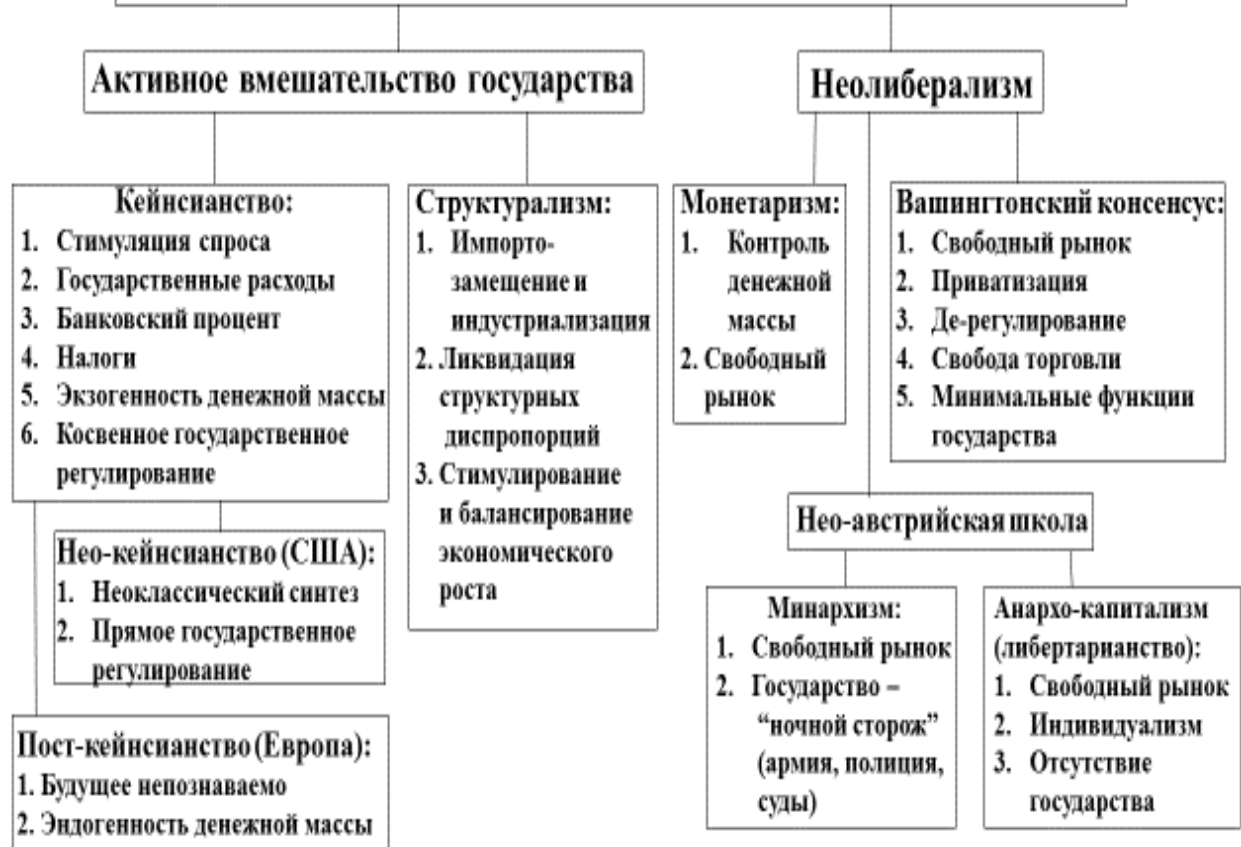 Активное вмешательство государства
Неолиберализм
Кейнсианство:
1. Стимуляция спроса
2. Государственные расходы
3. Банковский процент
4. Налоги
5. Экзогенность денежной массы
6. Косвенное государственное
регулирование
Структурализм:
1. Импорто-
замещение и
индустриализация
2. Ликвидация
структурных
диспропорций
3. Стимулирование
и балансирование
экономического
роста
Монетаризм:
1. Контроль
денежной
массы
2. Свободный
рынок
Вашингтонский консенсус:
1. Свободный рынок
2. Приватизация
3. Де-регулирование
4. Свобода торговли
5. Минимальные функции
государства
Нео-кейнсианство (США):
1. Неоклассический синтез
2. Прямое государственное
регулирование
Пост-кейнсианство (Европа):
1. Будущее непознаваемо
2. Эндогенность денежной массы
Нео-австрийская школа
Минархизм:
1. Свободный рынок
2. Государство –
“ночной сторож”
(армия, полиция,
суды)
Анархо-капитализм
(либертарианство):
1. Свободный рынок
2. Индивидуализм
3. Отсутствие
государства